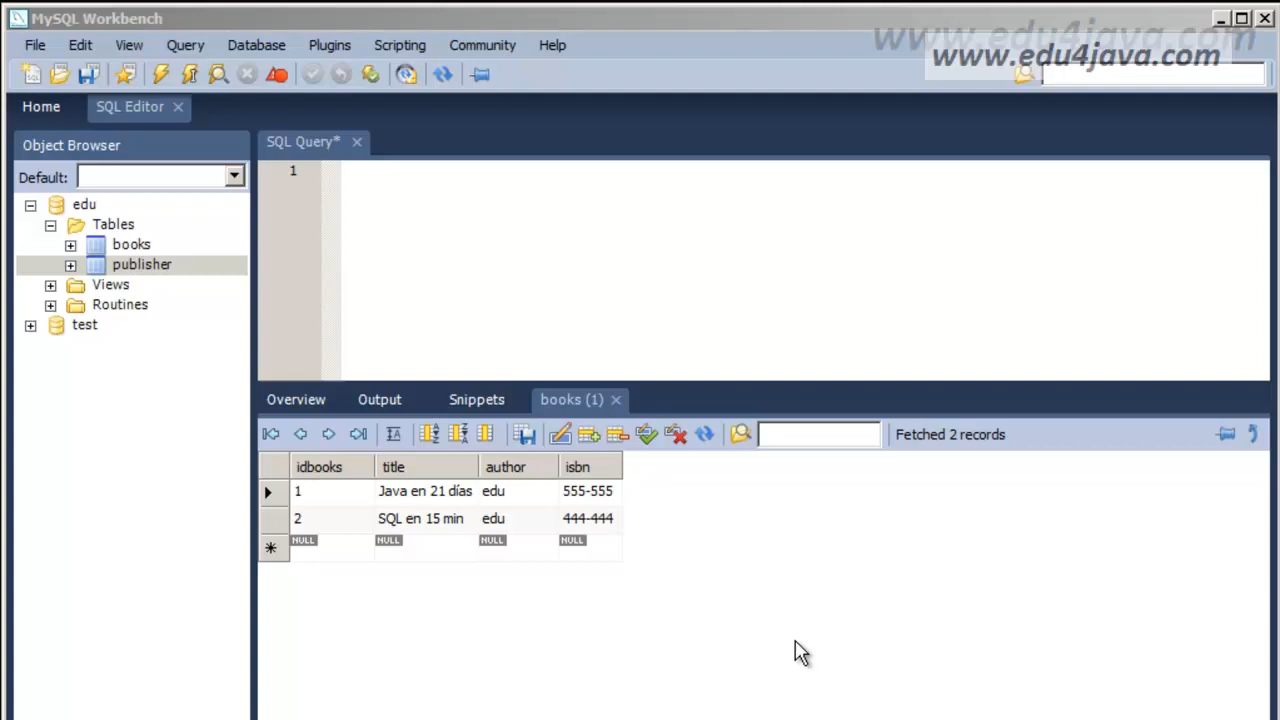 MySQL Workbench
www.edu4java.com
File Edit View Query Database Plugins Scripting Community Help
www.edu4java.com
Home SQL Editor
Object Browser
SQL Query*
Default:
1
edu
Tables
books
publisher
Views
Routines
test
Overview Output Snippets books (1)
Fetched 2 records
idbooks title author isbn
1 Java en 21 días edu 555-555
2 SQL en 15 min edu 444-444
NULL NULL NULL NULL